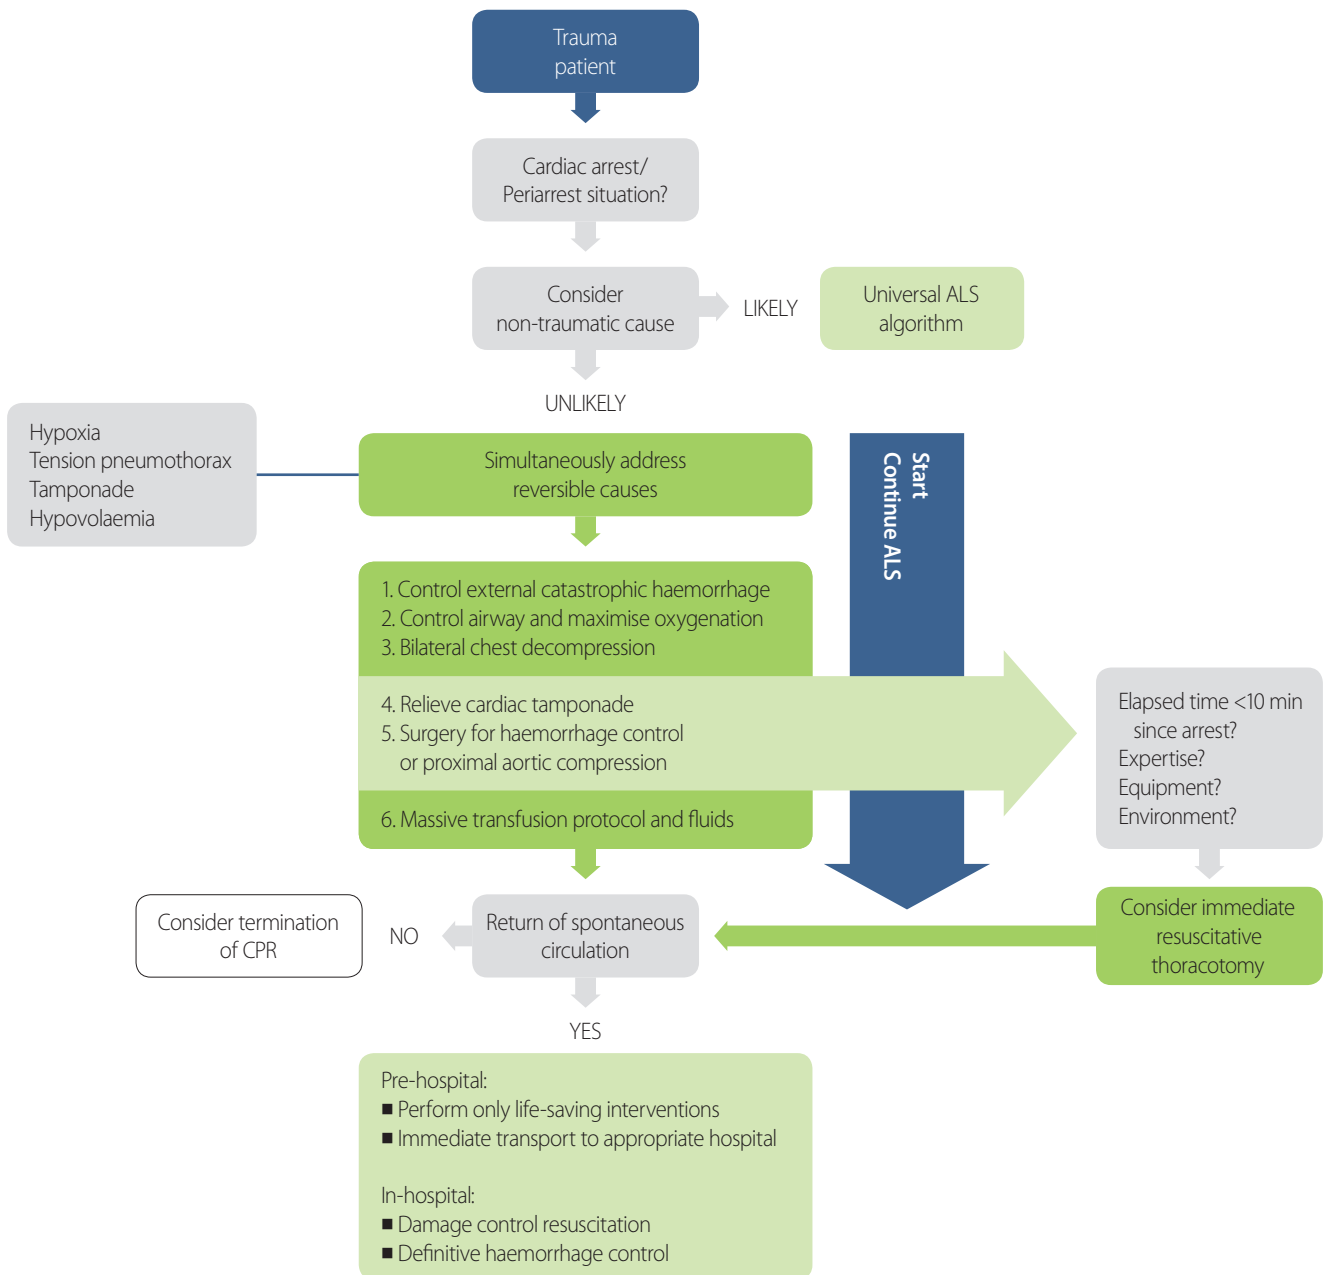 Trauma
patient
Cardiac arrest/
Periarrest situation?
Consider
non-traumatic cause
LIKELY
Universal ALS
algorithm
UNLIKELY
Hypoxia
Tension pneumothorax
Tamponade
Hypovolaemia
Simultaneously address
reversible causes
Start
Continue ALS
1. Control external catastrophic haemorrhage
2. Control airway and maximise oxygenation
3. Bilateral chest decompression
4. Relieve cardiac tamponade
5. Surgery for haemorrhage control
or proximal aortic compression
6. Massive transfusion protocol and fluids
Elapsed time <10 min
since arrest?
Expertise?
Equipment?
Environment?
Consider immediate
resuscitative
thoracotomy
Return of spontaneous
circulation
NO
Consider termination
of CPR
YES
Pre-hospital:
■ Perform only life-saving interventions
■ Immediate transport to appropriate hospital
In-hospital:
■ Damage control resuscitation
■ Definitive haemorrhage control